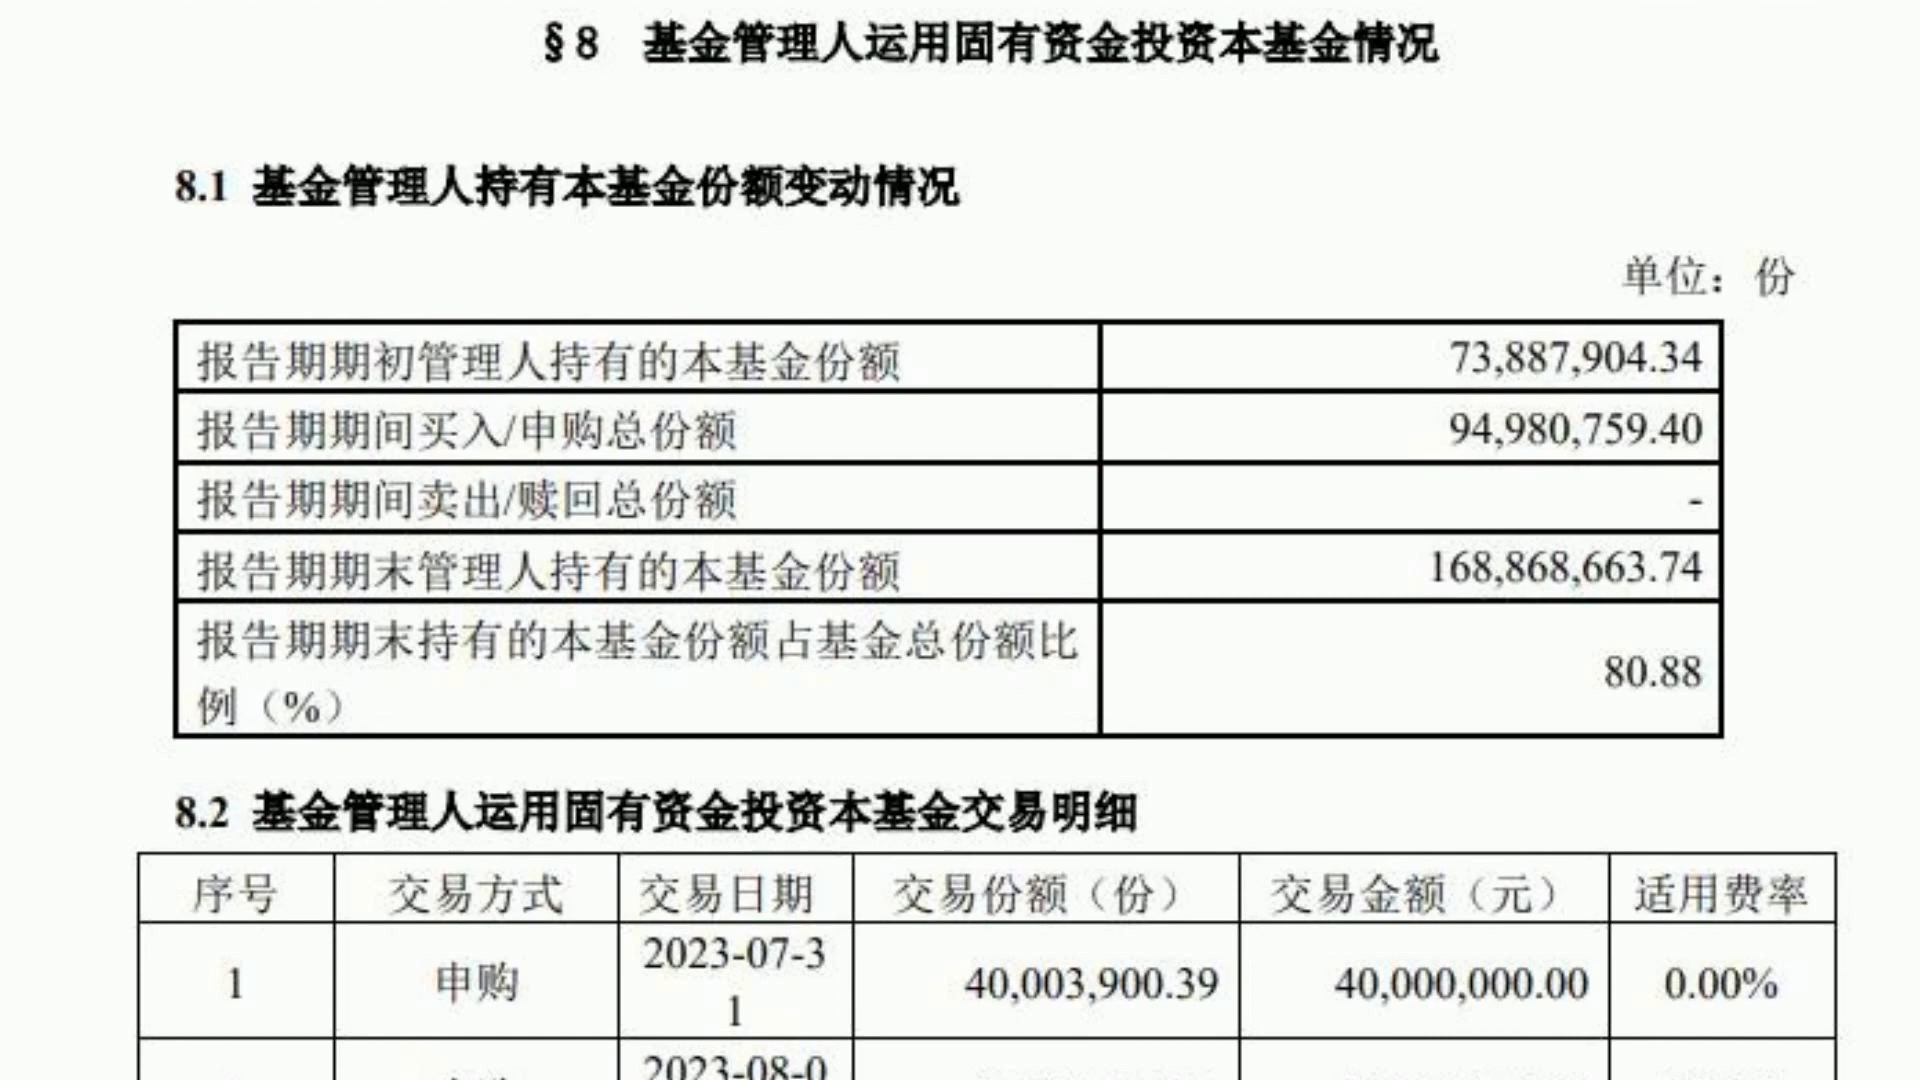 §8 基金管理人运用固有资金投资本基金情况
8.1 基金管理人持有本基金份额变动情况
单位：份
报告期期初管理人持有的本基金份额 73,887,904.34
报告期期间买入/申购总份额 94,980,759.40
报告期期间卖出/赎回总份额 -
报告期期末管理人持有的本基金份额 168,868,663.74
报告期期末持有的本基金份额占基金总份额比
例（%） 80.88
8.2 基金管理人运用固有资金投资本基金交易明细
序号 交易方式 交易日期 交易份额（份） 交易金额（元） 适用费率
1 申购 2023-07-3
1 40,003,900.39 40,000,000.00 0.00%
2023-08-0